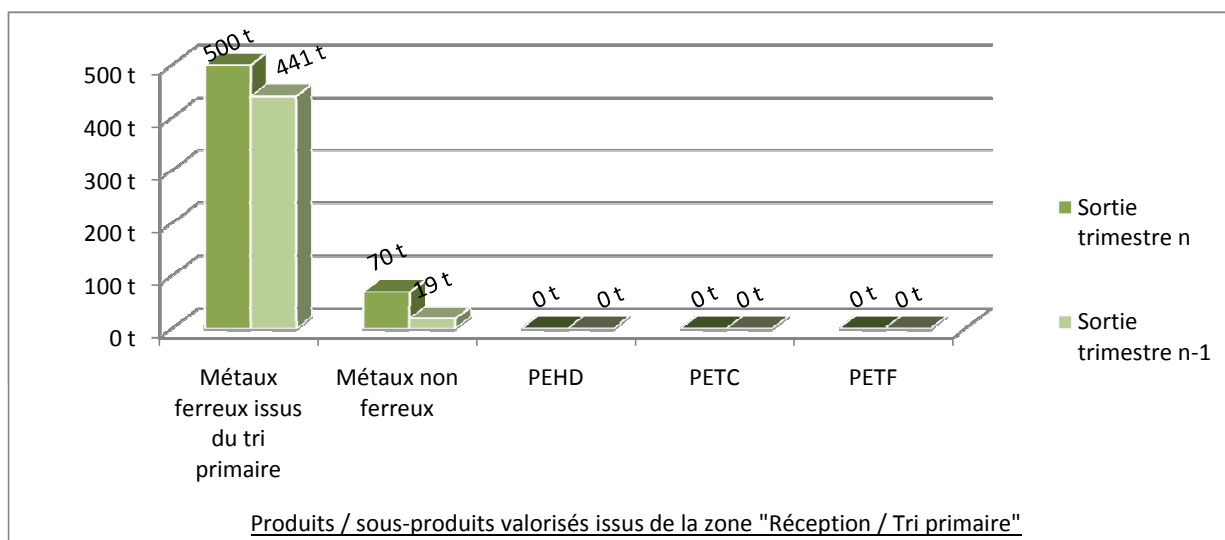 500 t
441 t
500 t
400 t
300 t
200 t
100 t
0 t
70 t
19 t
0 t
0 t
0 t
0 t
0 t
0 t
Métaux
ferreux issus
du tri
primaire
Métaux non
ferreux
PEHD
PETC
PETF
Sortie
trimestre n
Sortie
trimestre n-1
Produits / sous-produits valorisés issus de la zone "Réception / Tri primaire"